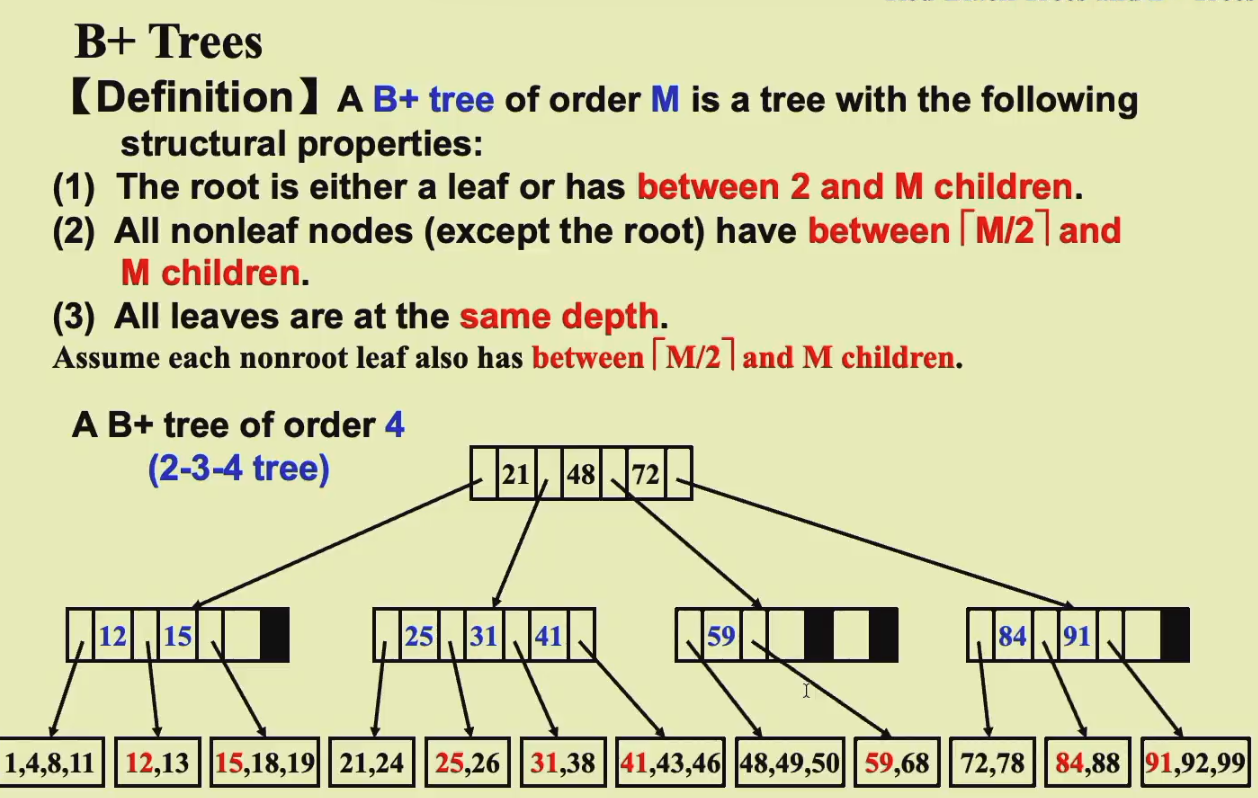 B+ Trees
【Definition】A B+ tree of order M is a tree with the following
structural properties:
(1) The root is either a leaf or has between 2 and M children.
(2) All nonleaf nodes (except the root) have between ⌈M/2⌉ and
M children.
(3) All leaves are at the same depth.
Assume each nonroot leaf also has between ⌈M/2⌉ and M children.
A B+ tree of order 4
(2-3-4 tree)
21 48 72
12 15 25 31 41 59 84 91
1,4,8,11 12,13 15,18,19 21,24 25,26 31,38 41,43,46 48,49,50 59,68 72,78 84,88 91,92,99